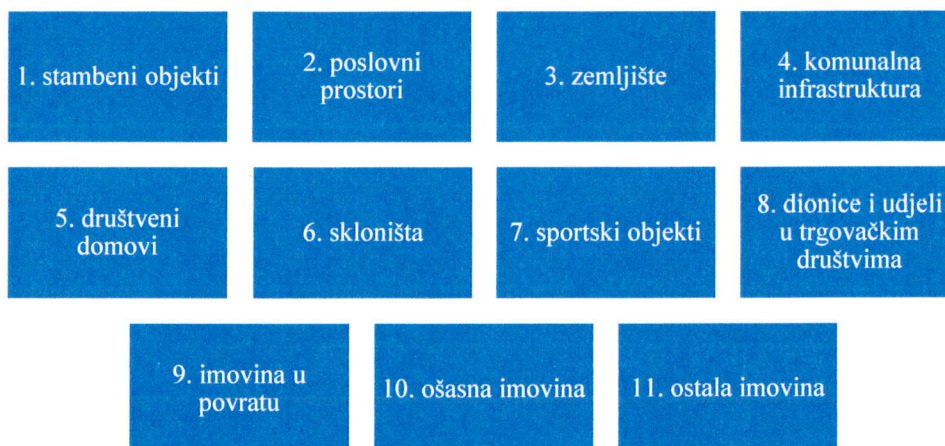 1. stambeni objekti
2. poslovni
prostori
3. zemljište
4. komunalna
infrastruktura
5. društveni
domovi
6. skloništa
7. sportski objekti
8. dionice i udjeli
u trgovačkim
društvima
9. imovina u
povratu
10. ošasna imovina
11. ostala imovina